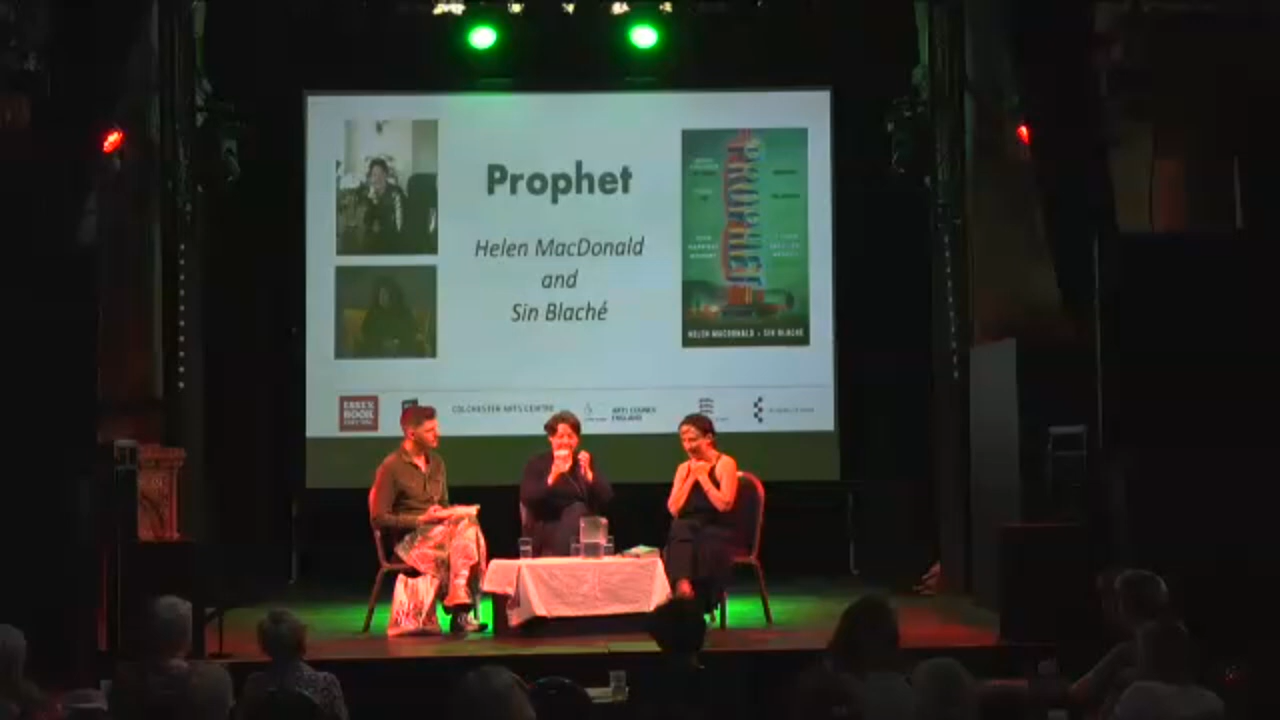 Prophet
Helen MacDonald
and
Sin Blaché
PROPHET
HELEN MACDONALD · SIN BLACHÉ
ESSEX
BOOK
FESTIVAL
COLCHESTER ARTS CENTRE
ARTS COUNCIL
ENGLAND